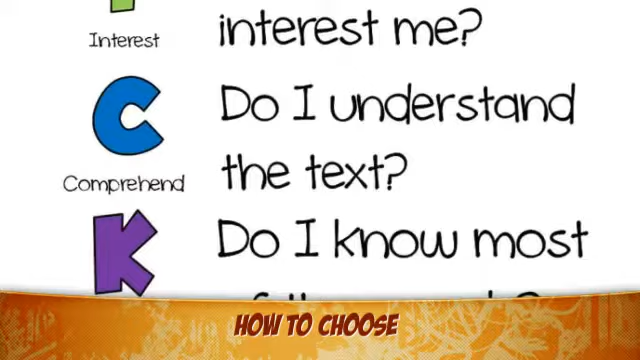 interest me?
Interest
C
Do I understand
Comprehend
the text?
K
Do I know most
HOW TO CHOOSE